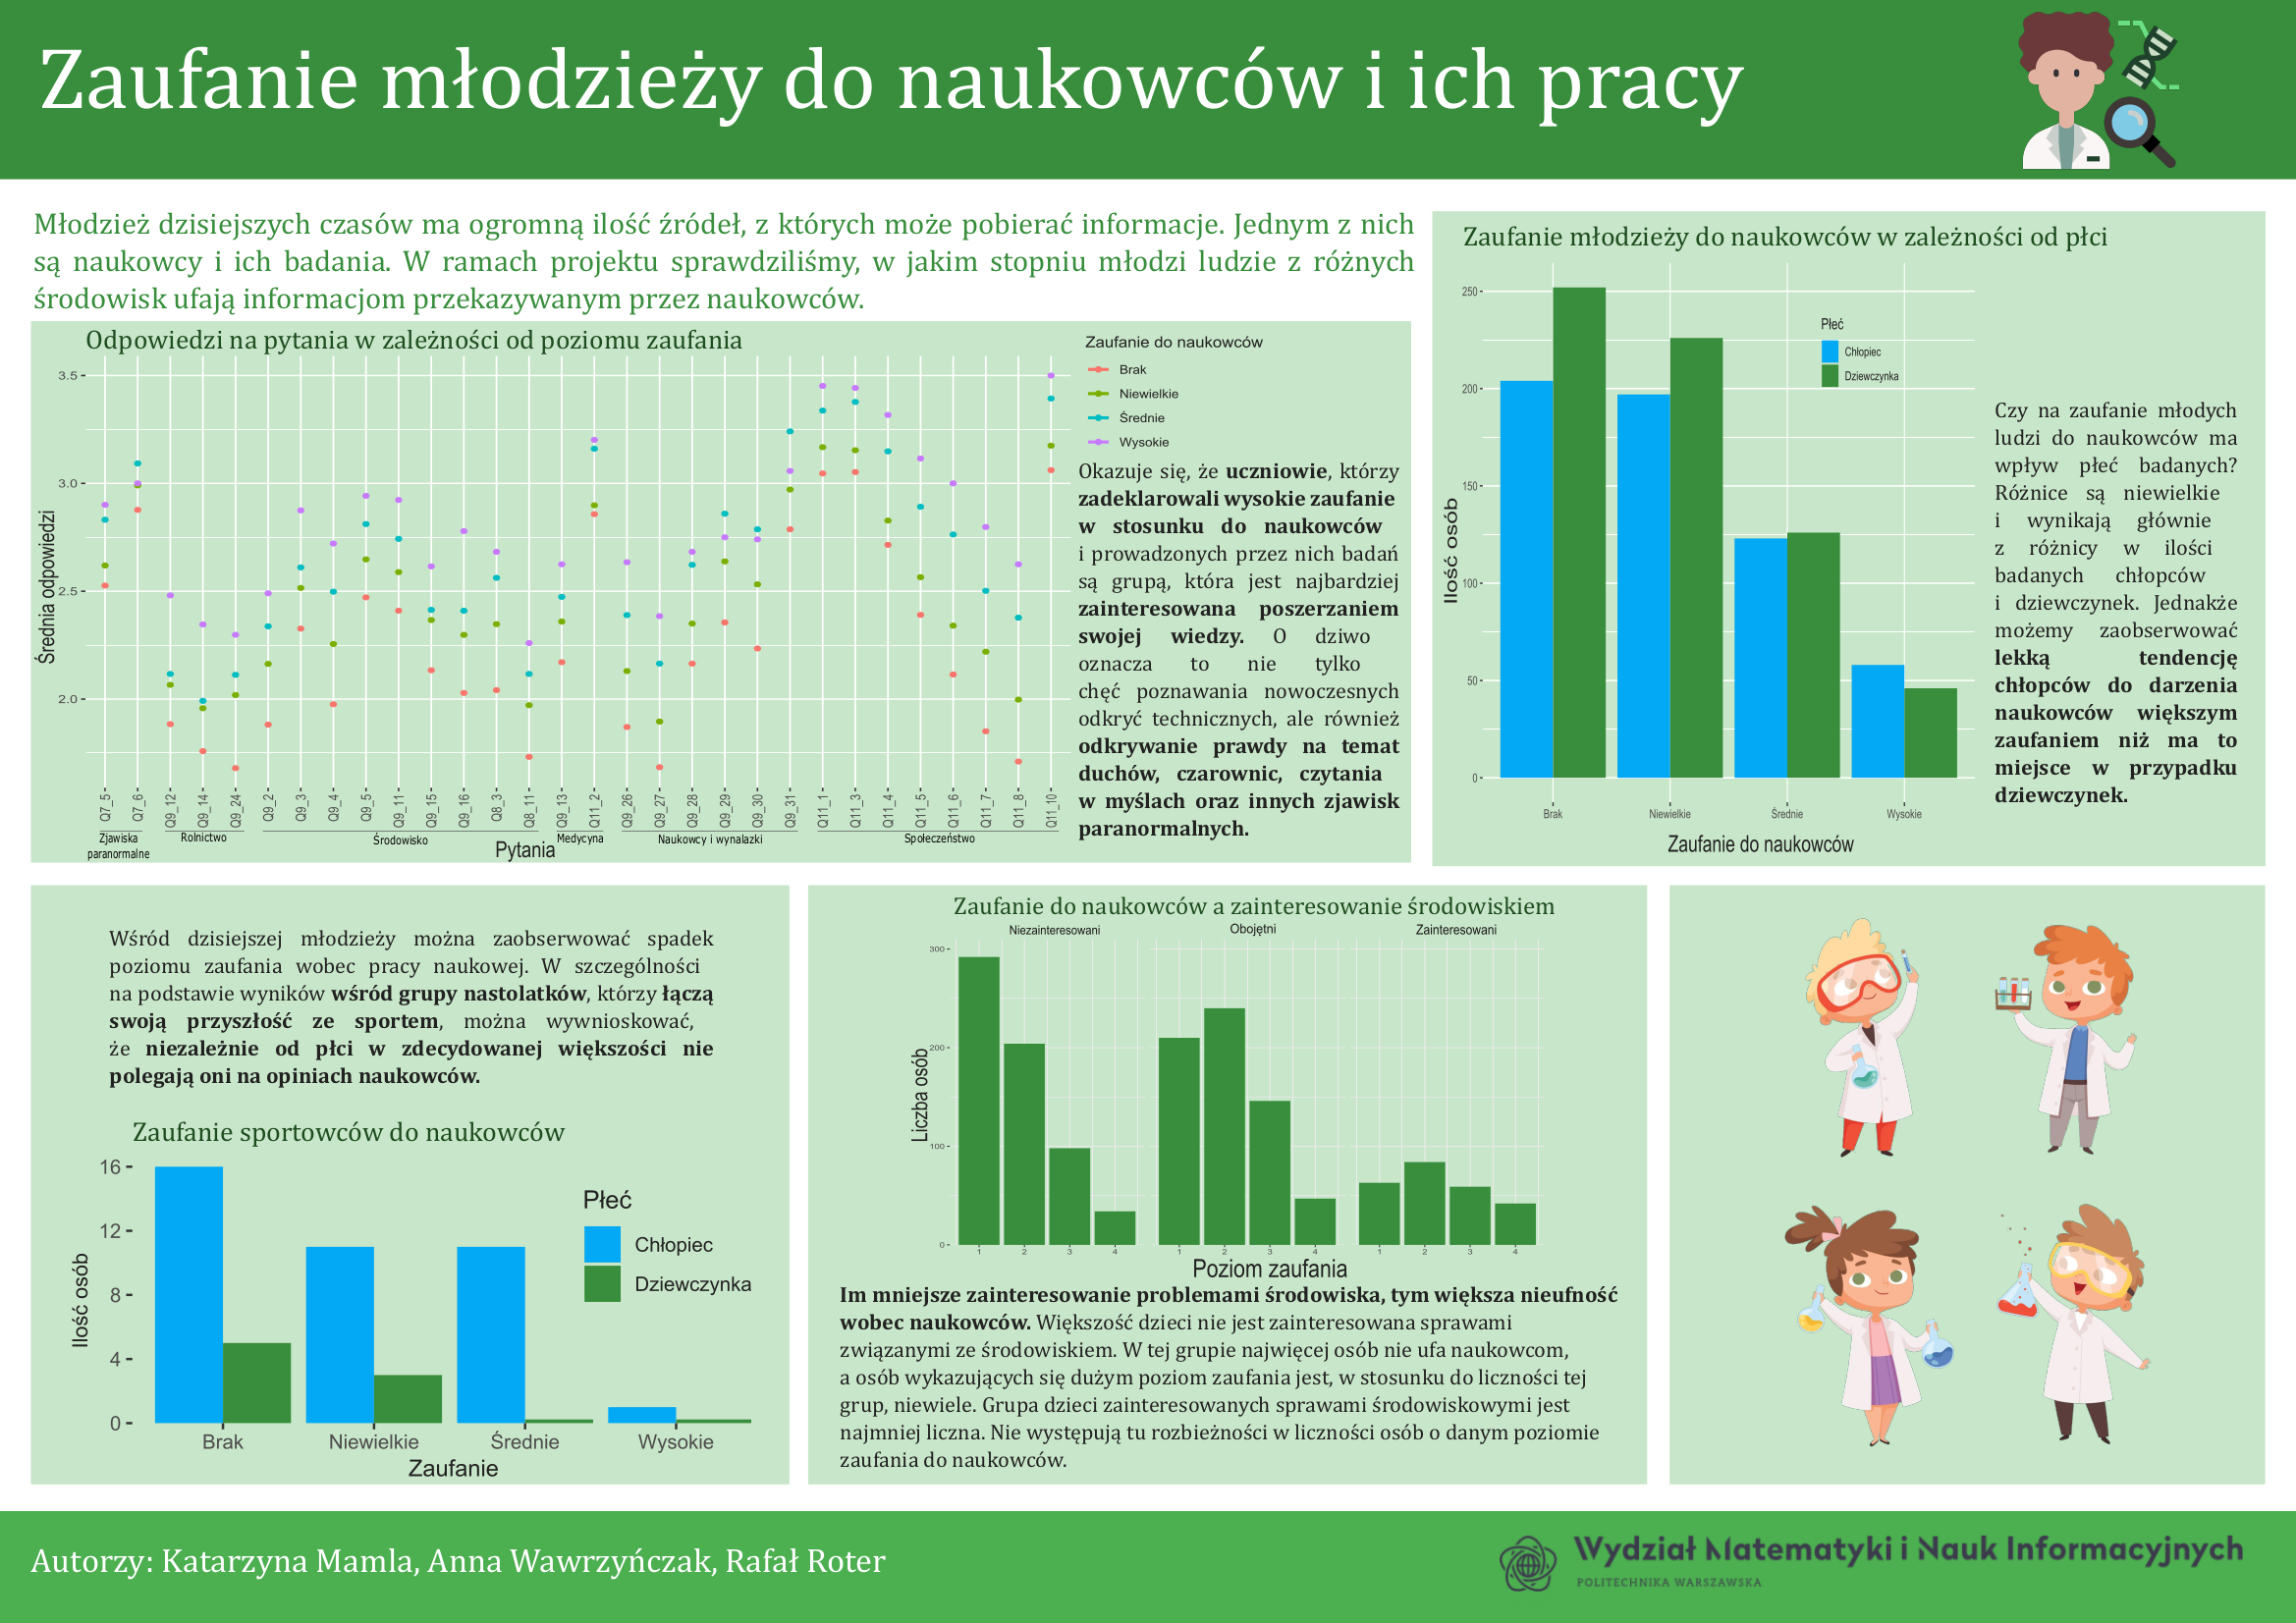 Zaufanie młodzieży do naukowców i ich pracy
Młodzież dzisiejszych czasów ma ogromną ilość źródeł, z których może pobierać informacje. Jednym z nich
są naukowcy i ich badania. W ramach projektu sprawdziliśmy, w jakim stopniu młodzi ludzie z różnych
środowisk ufają informacjom przekazywanym przez naukowców.
Odpowiedzi na pytania w zależności od poziomu zaufania
Średnia odpowiedzi
3.5
3.0
2.5
2.0
Q7_5
Q7_6
Q9_12
Q9_14
Q9_24
Q9_2
Q9_3
Q9_4
Q9_5
Q9_11
Q9_15
Q9_16
Q8_3
Q8_11
Q9_13
Q11_2
Q9_26
Q9_27
Q9_28
Q9_29
Q9_30
Q9_31
Q11_1
Q11_3
Q11_4
Q11_5
Q11_6
Q11_7
Q11_8
Q11_10
Zjawiska
paranormalne
Rolnictwo
Środowisko
Medycyna
Naukowcy i wynalazki
Społeczeństwo
Pytania
Zaufanie do naukowców
Brak
Niewielkie
Średnie
Wysokie
Okazuje się, że uczniowie, którzy
zadeklarowali wysokie zaufanie
w stosunku do naukowców
i prowadzonych przez nich badań
są grupą, która jest najbardziej
zainteresowana poszerzaniem
swojej wiedzy. O dziwo
oznacza to nie tylko
chęć poznawania nowoczesnych
odkryć technicznych, ale również
odkrywanie prawdy na temat
duchów, czarownic, czytania
w myślach oraz innych zjawisk
paranormalnych.
Zaufanie młodzieży do naukowców w zależności od płci
Ilość osób
250
200
150
100
50
0
Płeć
Chłopiec
Dziewczynka
Brak
Niewielkie
Średnie
Wysokie
Zaufanie do naukowców
Czy na zaufanie młodych
ludzi do naukowców ma
wpływ płeć badanych?
Różnice są niewielkie
i wynikają głównie
z różnicy w ilości
badanych chłopców
i dziewczynek. Jednakże
możemy zaobserwować
lekką tendencję
chłopców do darzenia
naukowców większym
zaufaniem niż ma to
miejsce w przypadku
dziewczynek.
Wśród dzisiejszej młodzieży można zaobserwować spadek
poziomu zaufania wobec pracy naukowej. W szczególności
na podstawie wyników wśród grupy nastolatków, którzy łączą
swoją przyszłość ze sportem, można wywnioskować,
że niezależnie od płci w zdecydowanej większości nie
polegają oni na opiniach naukowców.
Zaufanie sportowców do naukowców
Ilość osób
16
12
8
4
0
Płeć
Chłopiec
Dziewczynka
Brak
Niewielkie
Średnie
Wysokie
Zaufanie
Zaufanie do naukowców a zainteresowanie środowiskiem
Niezainteresowani
Obojętni
Zainteresowani
Liczba osób
300
200
100
0
1 2 3 4 1 2 3 4 1 2 3 4
Poziom zaufania
Im mniejsze zainteresowanie problemami środowiska, tym większa nieufność
wobec naukowców. Większość dzieci nie jest zainteresowana sprawami
związanymi ze środowiskiem. W tej grupie najwięcej osób nie ufa naukowcom,
a osób wykazujących się dużym poziom zaufania jest, w stosunku do liczności tej
grup, niewiele. Grupa dzieci zainteresowanych sprawami środowiskowymi jest
najmniej liczna. Nie występują tu rozbieżności w liczności osób o danym poziomie
zaufania do naukowców.
Autorzy: Katarzyna Mamla, Anna Wawrzyńczak, Rafał Roter
Wydział Matematyki i Nauk Informacyjnych
POLITECHNIKA WARSZAWSKA